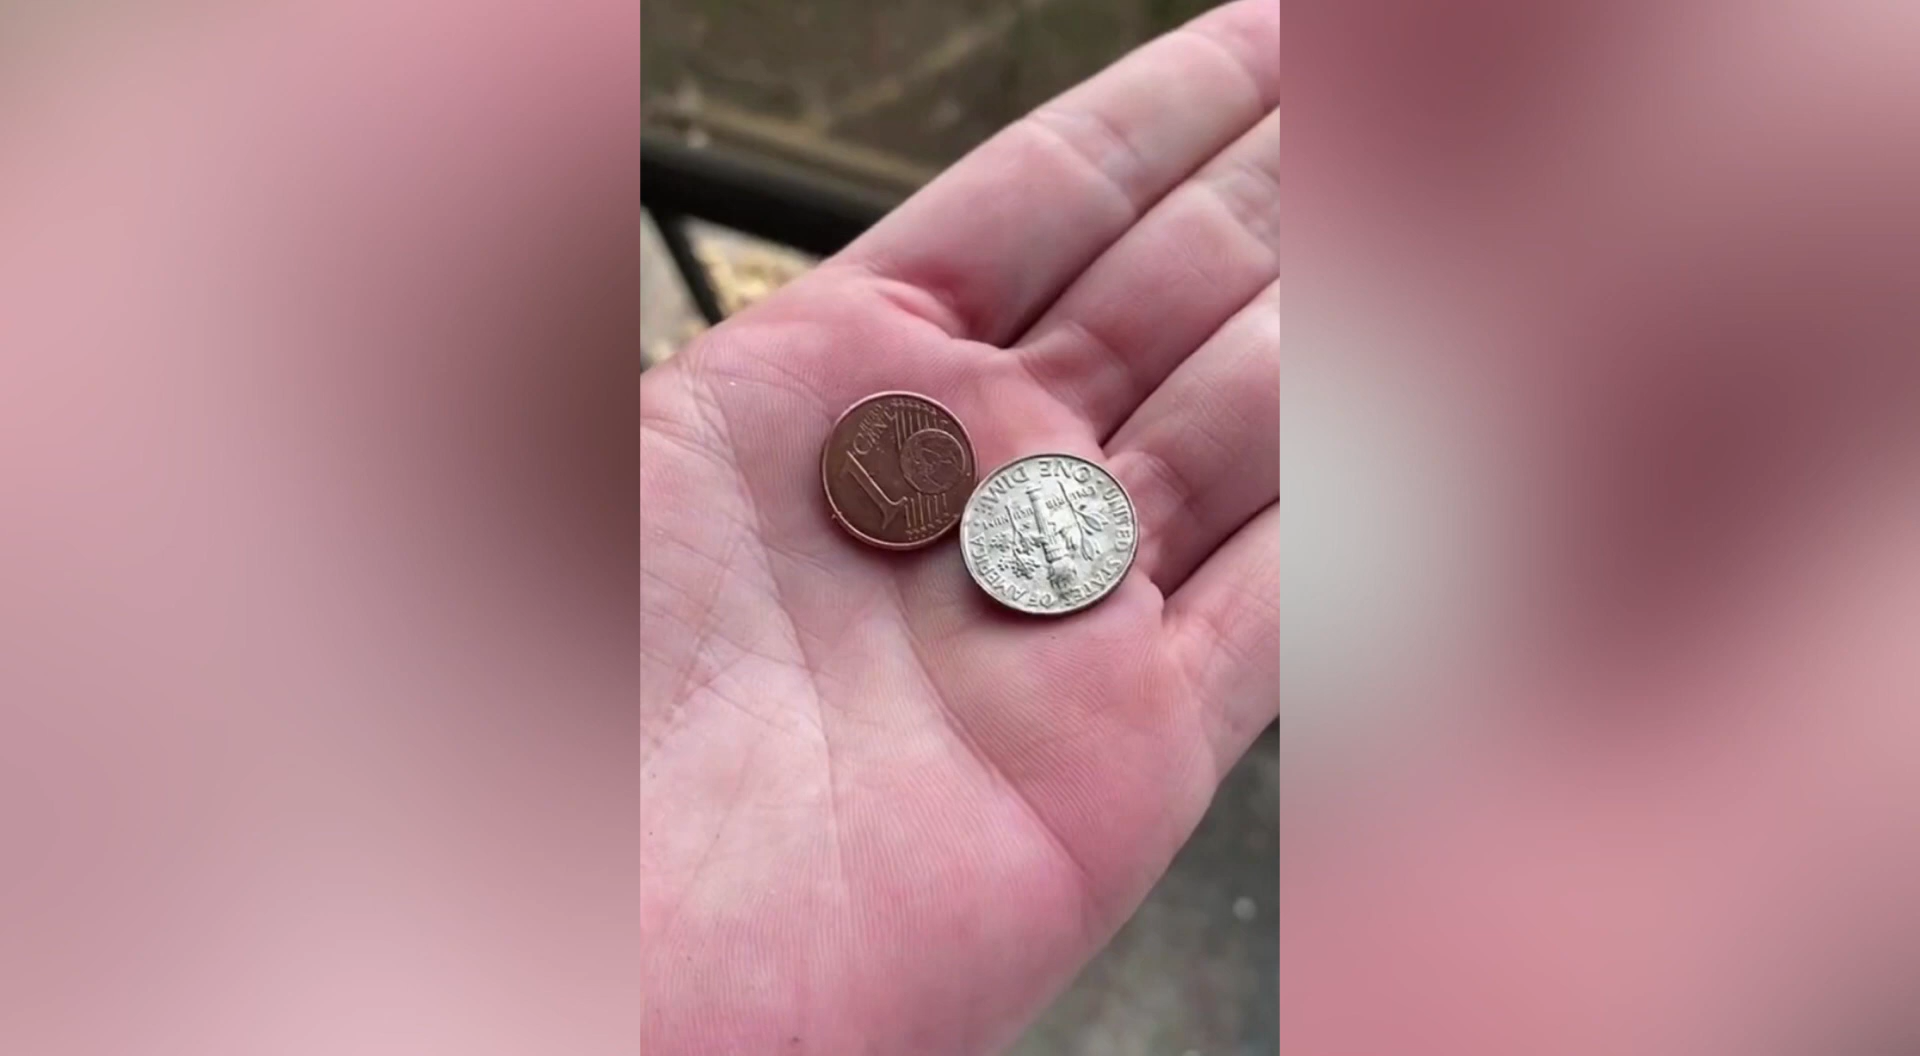 1
EURO
CENT
UNITED STATES OF AMERICA
ONE DIME